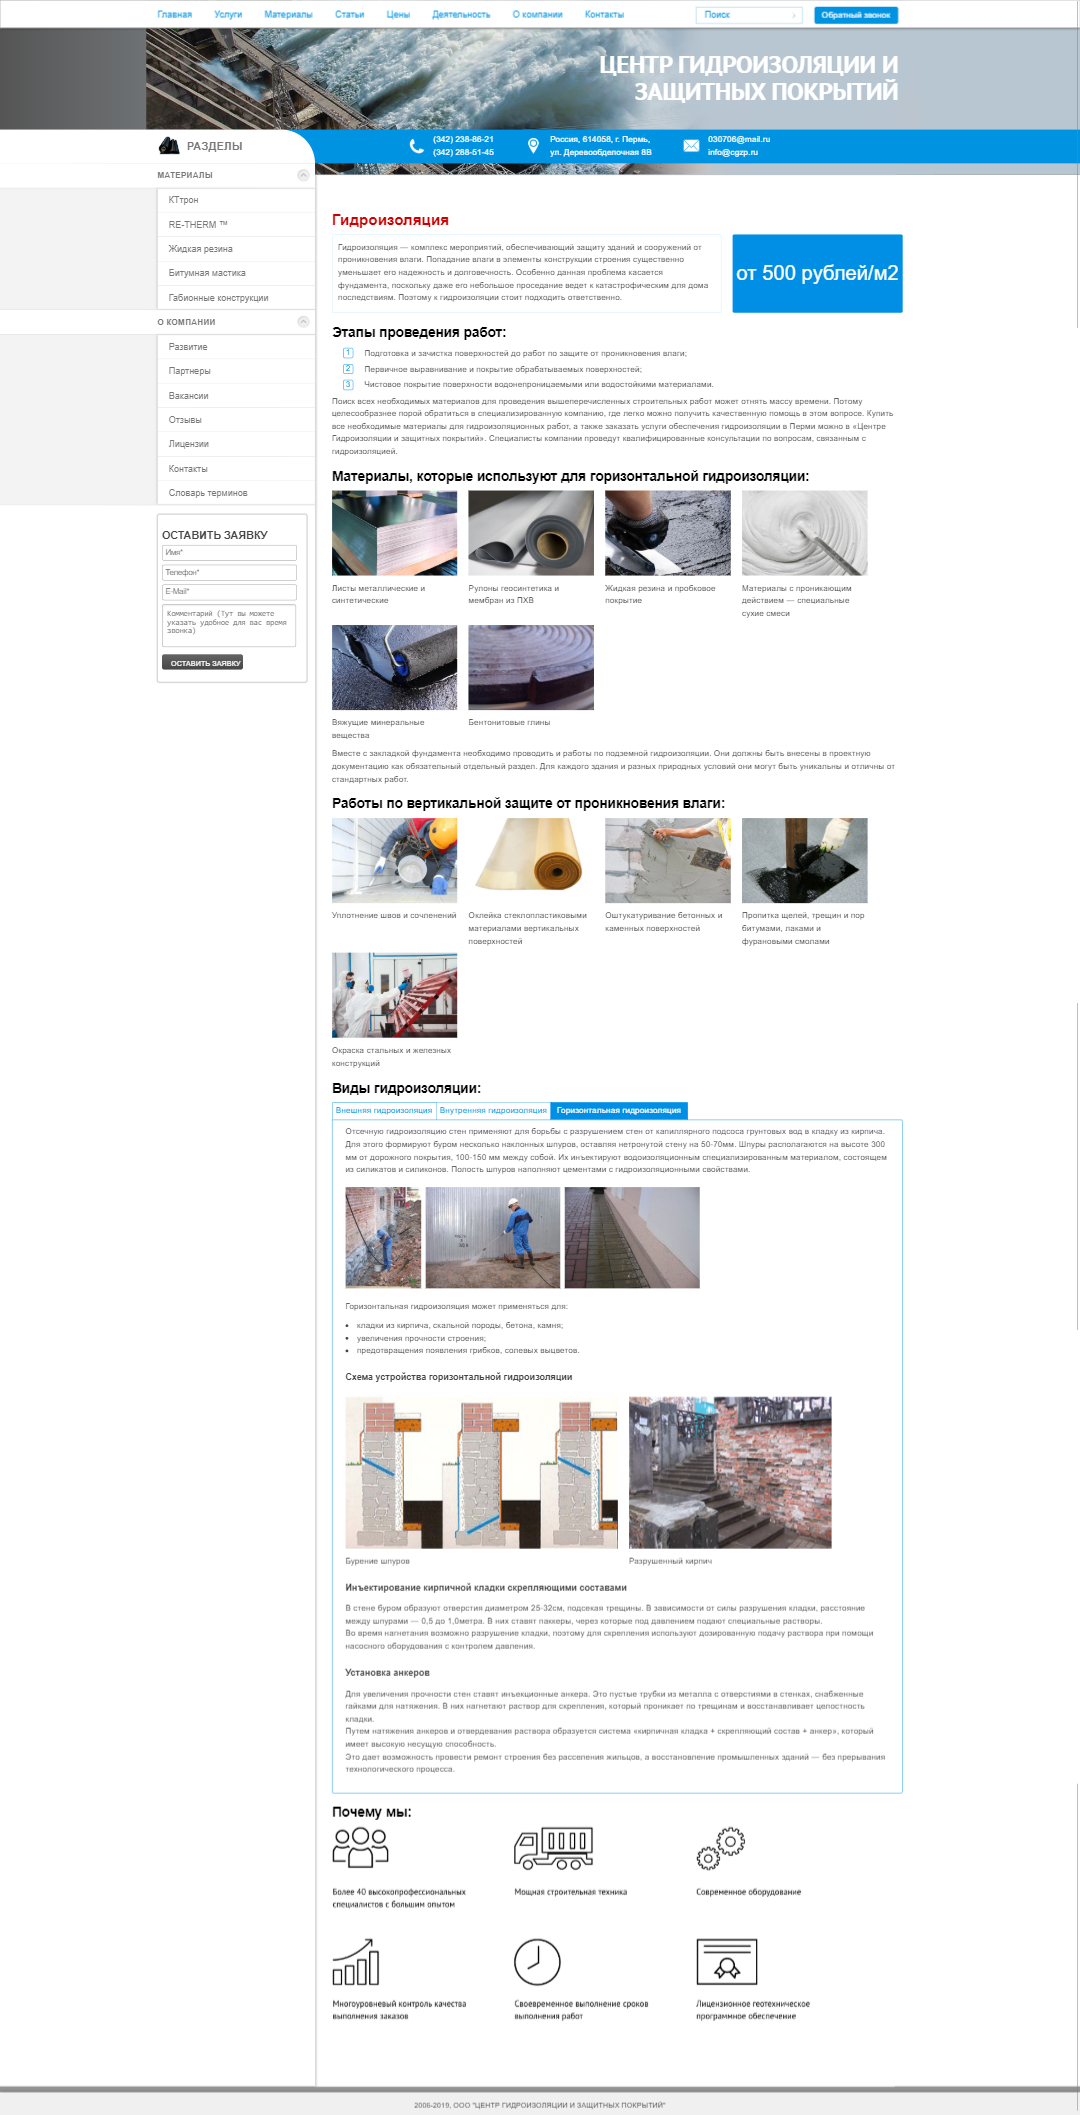 Главная Услуги Материалы Статьи Цены Деятельность О компании Контакты Поиск Обратный звонок
ЦЕНТР ГИДРОИЗОЛЯЦИИ И
ЗАЩИТНЫХ ПОКРЫТИЙ
РАЗДЕЛЫ
(342) 238-86-21
(342) 268-51-45
Россия, 614058, г. Пермь,
ул. Деревообделочная 8В
030706@mail.ru
info@cgzp.ru
МАТЕРИАЛЫ
КТтрон
RE-THERM ™
Жидкая резина
Битумная мастика
Габионные конструкции
О КОМПАНИИ
Развитие
Партнеры
Вакансии
Отзывы
Лицензии
Контакты
Словарь терминов
ОСТАВИТЬ ЗАЯВКУ
Имя*
Телефон*
E-Mail*
Комментарий (Тут вы можете
указать удобное для вас время
звонка)
ОСТАВИТЬ ЗАЯВКУ
Гидроизоляция
Гидроизоляция — комплекс мероприятий, обеспечивающий защиту зданий и сооружений от
проникновения влаги. Попадание влаги в элементы конструкции строения существенно
уменьшает его надежность и долговечность. Особенно данная проблема касается
фундамента, поскольку даже его небольшое проседание ведет к катастрофическим для дома
последствиям. Поэтому к гидроизоляции стоит подходить ответственно.
от 500 рублей/м2
Этапы проведения работ:
1 Подготовка и зачистка поверхностей до работ по защите от проникновения влаги;
2 Первичное выравнивание и покрытие обрабатываемых поверхностей;
3 Чистовое покрытие поверхности водонепроницаемыми или водостойкими материалами.
Поиск всех необходимых материалов для проведения вышеперечисленных строительных работ может отнять массу времени. Потому
целесообразнее порой обратиться в специализированную компанию, где легко можно получить качественную помощь в этом вопросе. Купить
все необходимые материалы для гидроизоляционных работ, а также заказать услуги обеспечения гидроизоляции в Перми можно в «Центре
Гидроизоляции и защитных покрытий». Специалисты компании проведут квалифицированные консультации по вопросам, связанным с
гидроизоляцией.
Материалы, которые используют для горизонтальной гидроизоляции:
Листы металлические и
синтетические
Рулоны геосинтетика и
мембран из ПХВ
Жидкая резина и пробковое
покрытие
Материалы с проникающим
действием — специальные
сухие смеси
Вяжущие минеральные
вещества
Бентонитовые глины
Вместе с закладкой фундамента необходимо проводить и работы по подземной гидроизоляции. Они должны быть внесены в проектную
документацию как обязательный отдельный раздел. Для каждого здания и разных природных условий они могут быть уникальны и отличны от
стандартных работ.
Работы по вертикальной защите от проникновения влаги:
Уплотнение швов и сочленений
Оклейка стеклопластиковыми
материалами вертикальных
поверхностей
Оштукатуривание бетонных и
каменных поверхностей
Пропитка щелей, трещин и пор
битумами, лаками и
фурановыми смолами
Окраска стальных и железных
конструкций
Виды гидроизоляции:
Внешняя гидроизоляция Внутренняя гидроизоляция Горизонтальная гидроизоляция
Отсечную гидроизоляцию стен применяют для борьбы с разрушением стен от капиллярного подсоса грунтовых вод в кладку из кирпича.
Для этого формируют буром несколько наклонных шпуров, оставляя нетронутой стену на 50-70мм. Шпуры располагаются на высоте 300
мм от дорожного покрытия, 100-150 мм между собой. Их инъектируют водоизоляционным специализированным материалом, состоящем
из силикатов и силиконов. Полость шпуров наполняют цементами с гидроизоляционными свойствами.
Горизонтальная гидроизоляция может применяться для:
• кладки из кирпича, скальной породы, бетона, камня;
• увеличения прочности строения;
• предотвращения появления грибков, солевых выцветов.
Схема устройства горизонтальной гидроизоляции
Бурение шпуров
Разрушенный кирпич
Инъектирование кирпичной кладки скрепляющими составами
В стене буром образуют отверстия диаметром 25-32см, подсекая трещины. В зависимости от силы разрушения кладки, расстояние
между шпурами — 0,5 до 1,0метра. В них ставят паккеры, через которые под давлением подают специальные растворы.
Во время нагнетания возможно разрушение кладки, поэтому для скрепления используют дозированную подачу раствора при помощи
насосного оборудования с контролем давления.
Установка анкеров
Для увеличения прочности стен ставят инъекционные анкера. Это пустые трубки из металла с отверстиями в стенках, снабженные
гайками для натяжения. В них нагнетают раствор для скрепления, который проникает по трещинам и восстанавливает целостность
кладки.
Путем натяжения анкеров и отвердевания раствора образуется система «кирпичная кладка + скрепляющий состав + анкер», который
имеет высокую несущую способность.
Это дает возможность провести ремонт строения без расселения жильцов, а восстановление промышленных зданий — без прерывания
технологического процесса.
Почему мы:
Более 40 высокопрофессиональных
специалистов с большим опытом
Мощная строительная техника
Современное оборудование
Многоуровневый контроль качества
выполнения заказов
Своевременное выполнение сроков
выполнения работ
Лицензионное геотехническое
программное обеспечение
2006-2019, ООО "ЦЕНТР ГИДРОИЗОЛЯЦИИ И ЗАЩИТНЫХ ПОКРЫТИЙ"